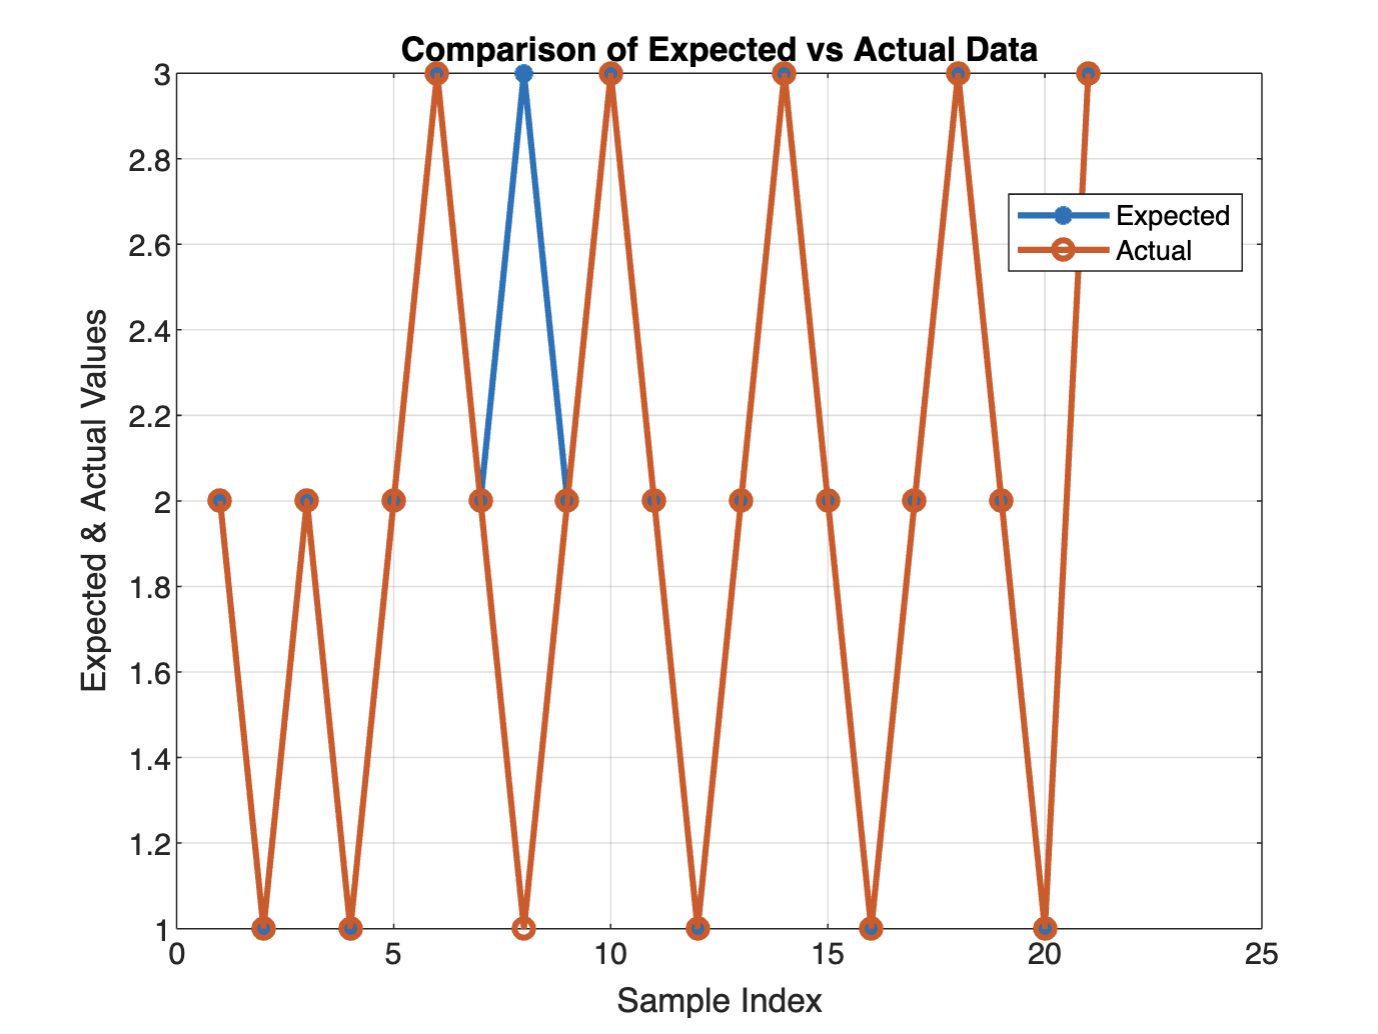 Comparison of Expected vs Actual Data
3
2.8
2.6
2.4
2.2
2
1.8
1.6
1.4
1.2
1
Expected & Actual Values
Expected
Actual
0 5 10 15 20 25
Sample Index